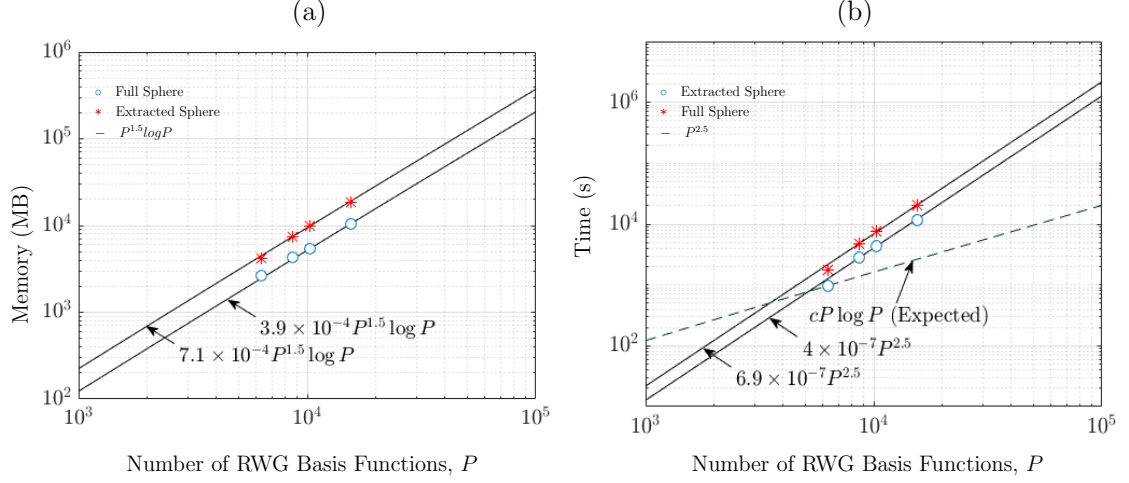 (a)
10^6
10^5
10^4
10^3
10^2
Memory (MB)
Full Sphere
Extracted Sphere
P^{1.5}logP
3.9 × 10^{-4}P^{1.5} log P
7.1 × 10^{-4}P^{1.5} log P
10^3
10^4
10^5
Number of RWG Basis Functions, P
(b)
10^6
10^4
10^2
Time (s)
Extracted Sphere
Full Sphere
P^{2.5}
cP log P (Expected)
4 × 10^{-7}P^{2.5}
6.9 × 10^{-7}P^{2.5}
10^3
10^4
10^5
Number of RWG Basis Functions, P